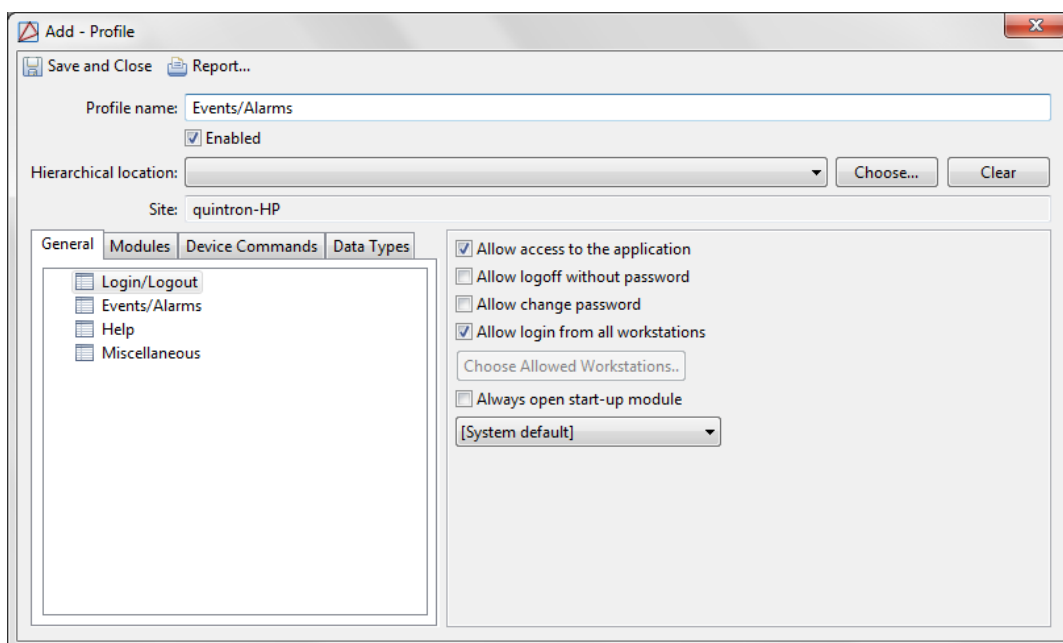 Add - Profile
Save and Close Report...
Profile name: Events/Alarms
Enabled
Hierarchical location: Choose... Clear
Site: quintron-HP
General Modules Device Commands Data Types
Login/Logout
Events/Alarms
Help
Miscellaneous
Allow access to the application
Allow logoff without password
Allow change password
Allow login from all workstations
Choose Allowed Workstations..
Always open start-up module
[System default]